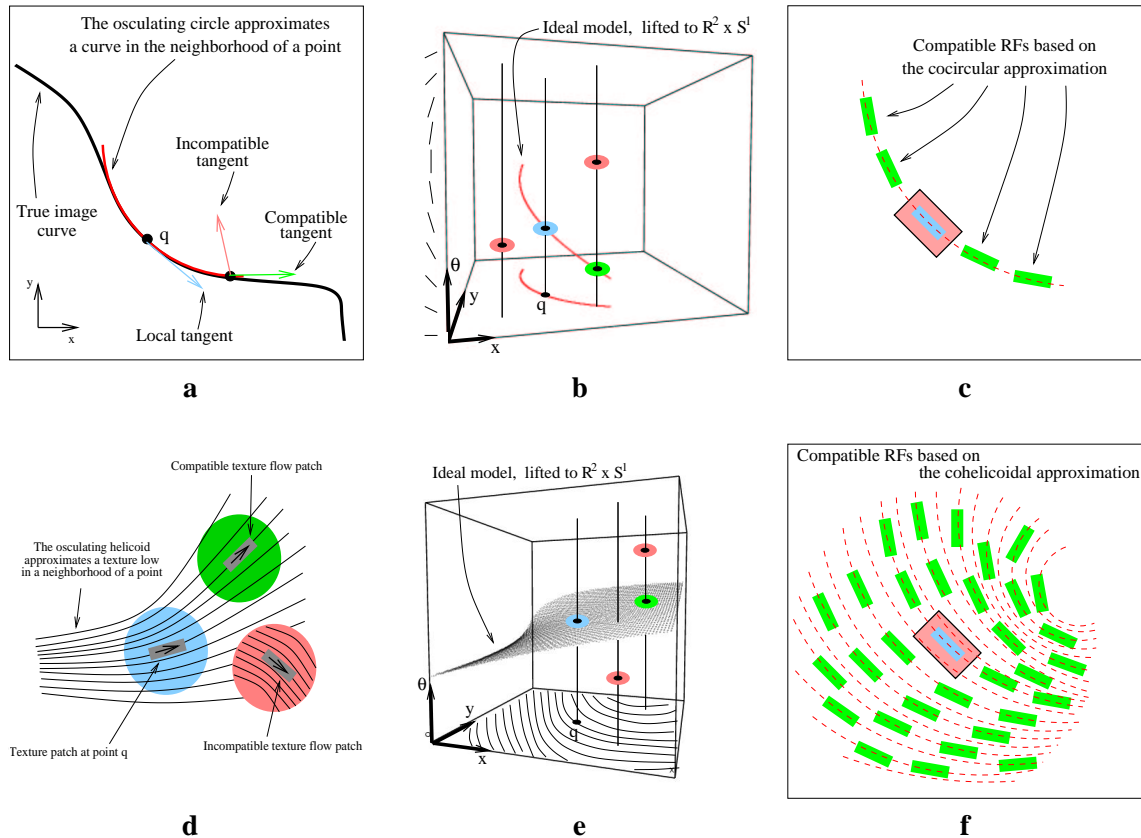 The osculating circle approximates
a curve in the neighborhood of a point
Incompatible
tangent
True image
curve
q
Compatible
tangent
y
x
Local tangent
a
Ideal model, lifted to R² x S¹
θ
y
q
x
b
Compatible RFs based on
the cocircular approximation
c
Compatible texture flow patch
The osculating helicoid
approximates a texture low
in a neighborhood of a point
Texture patch at point q
Incompatible texture flow patch
d
Ideal model, lifted to R² x S¹
θ
y
q
x
e
Compatible RFs based on
the cohelicoidal approximation
f